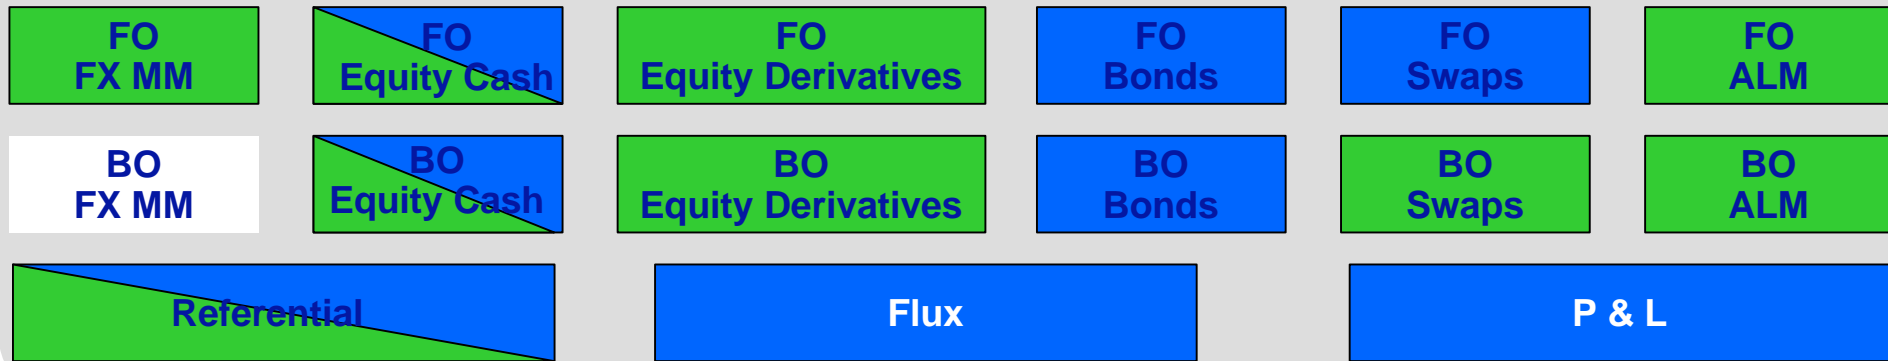 FO
FX MM
FO
Equity Cash
FO
Equity Derivatives
FO
Bonds
FO
Swaps
FO
ALM
BO
FX MM
BO
Equity Cash
BO
Equity Derivatives
BO
Bonds
BO
Swaps
BO
ALM
Referential
Flux
P & L